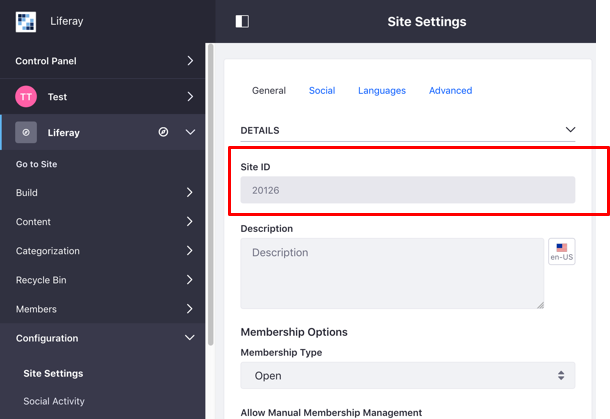 Liferay
Site Settings
Control Panel
TT
Test
Liferay
Go to Site
Build
Content
Categorization
Recycle Bin
Members
Configuration
Site Settings
Social Activity
General Social Languages Advanced
DETAILS
Site ID
20126
Description
Description
en-US
Membership Options
Membership Type
Open
Allow Manual Membership Management